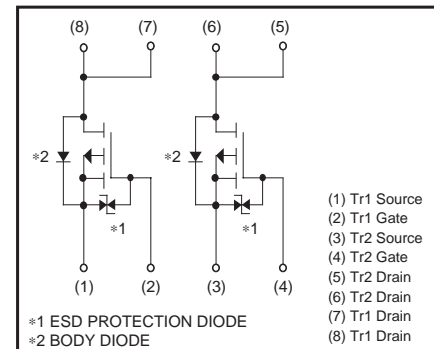 (8) (7) (6) (5)
∗2 ∗2
∗1 ∗1
(1) (2) (3) (4)
(1) Tr1 Source
(2) Tr1 Gate
(3) Tr2 Source
(4) Tr2 Gate
(5) Tr2 Drain
(6) Tr2 Drain
(7) Tr1 Drain
(8) Tr1 Drain
∗1 ESD PROTECTION DIODE
∗2 BODY DIODE